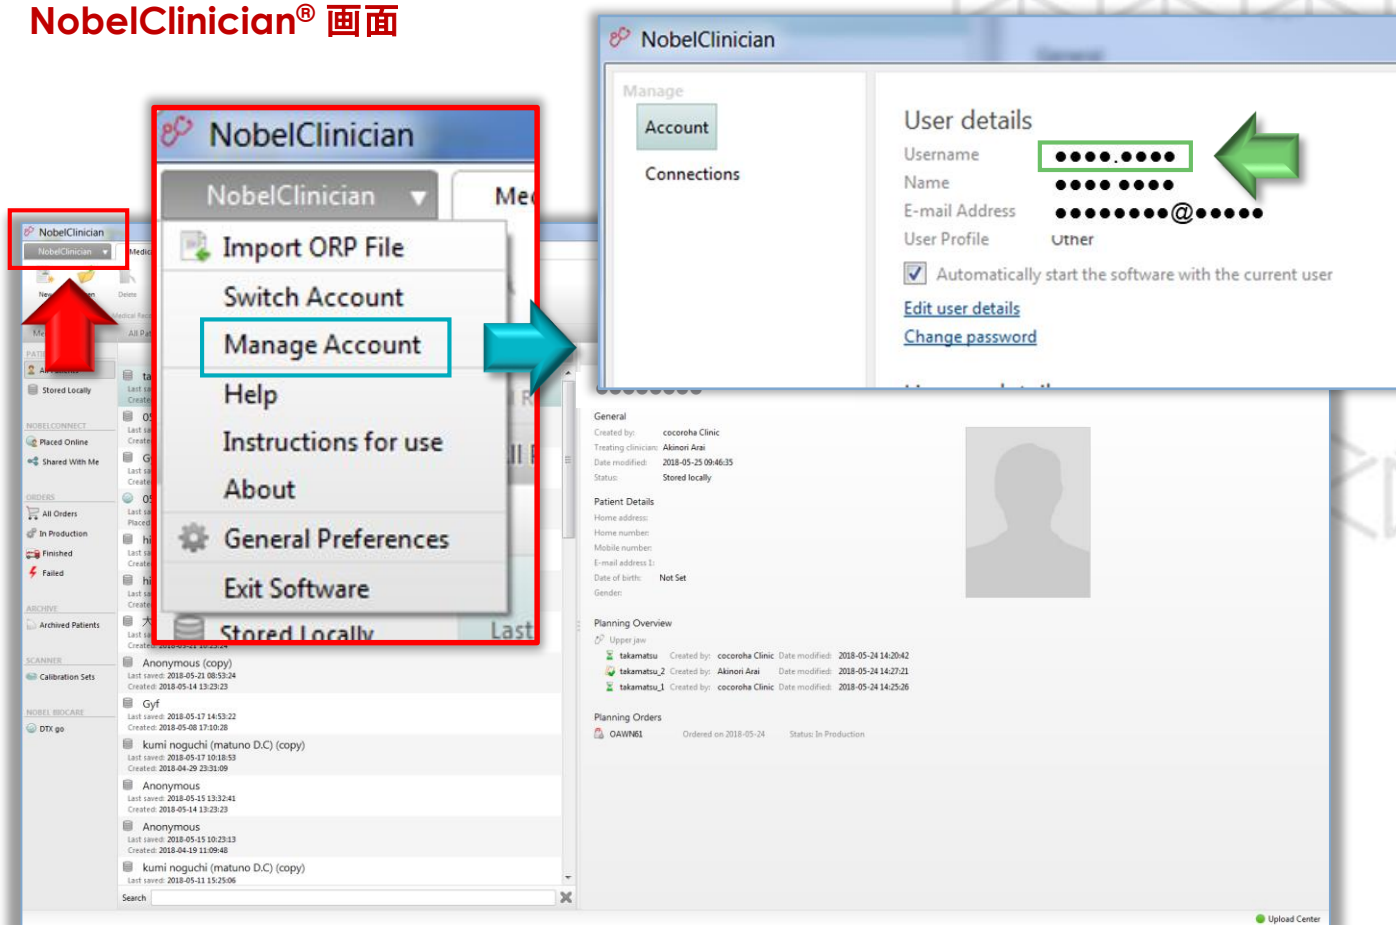 NobelClinician® 画面
NobelClinician
Manage
Account
Connections
User details
Username ●●●●.●●●●
Name ●●●● ●●●●
E-mail Address ●●●●●●●●@●●●●●
User Profile Other
Automatically start the software with the current user
Edit user details
Change password
NobelClinician
NobelClinician
Import ORP File
Switch Account
Manage Account
Help
Instructions for use
About
General Preferences
Exit Software
Stored Locally
Last
NobelClinician
NobelClinician
Delete
Stored Locally
NOBELCONNECT
Placed Online
Shared With Me
ORDERS
All Orders
In Production
Finished
Failed
ARCHIVE
Archived Patients
SCANNER
Calibration Sets
NOBEL BIOCARE
DTX go
Anonymous (copy)
Last saved: 2018-05-21 08:53:24
Created: 2018-05-14 13:23:23
Gyf
Last saved: 2018-05-17 14:53:22
Created: 2018-05-08 17:10:28
kumi noguchi (matuno D.C) (copy)
Last saved: 2018-05-17 10:18:53
Created: 2018-04-29 23:31:09
Anonymous
Last saved: 2018-05-15 13:32:41
Created: 2018-05-14 13:23:23
Anonymous
Last saved: 2018-05-15 10:23:13
Created: 2018-04-19 11:09:48
kumi noguchi (matuno D.C) (copy)
Last saved: 2018-05-11 15:25:06
Search
General
Created by: cocoroha Clinic
Treating clinician: Akinori Arai
Date modified: 2018-05-25 09:46:35
Status: Stored locally
Patient Details
Home address:
Home number:
Mobile number:
E-mail address 1:
Date of birth: Not Set
Gender:
Planning Overview
Upper jaw
takamatsu Created by: cocoroha Clinic Date modified: 2018-05-24 14:20:42
takamatsu_2 Created by: Akinori Arai Date modified: 2018-05-24 14:27:21
takamatsu_1 Created by: cocoroha Clinic Date modified: 2018-05-24 14:25:26
Planning Orders
OAWN61 Ordered on 2018-05-24 Status: In Production
Upload Center